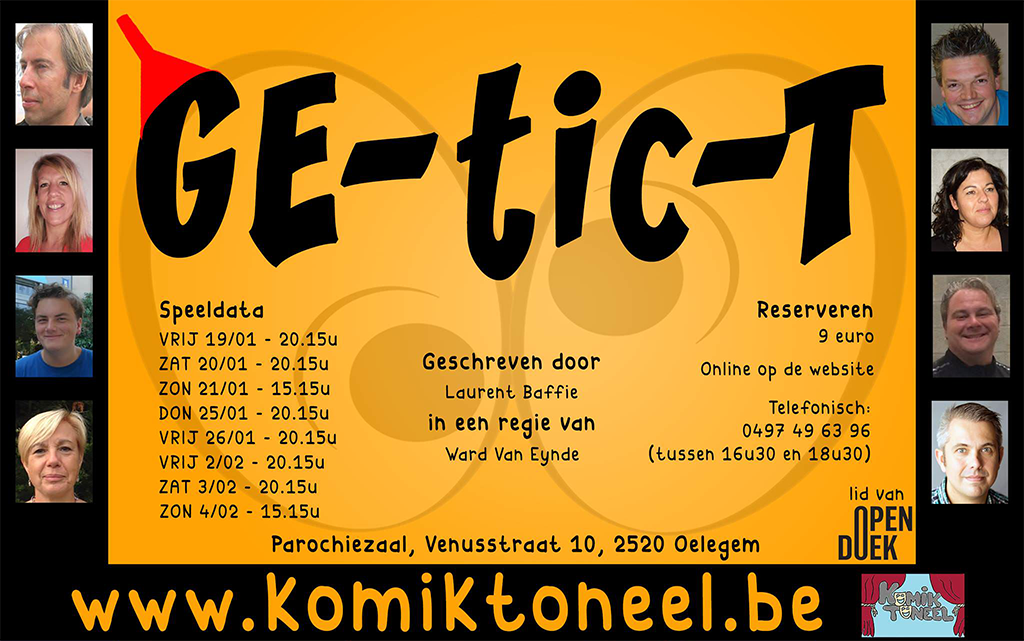 GE-tic-T
Speeldata
VRIJ 19/01 - 20.15u
ZAT 20/01 - 20.15u
ZON 21/01 - 15.15u
DON 25/01 - 20.15u
VRIJ 26/01 - 20.15u
VRIJ 2/02 - 20.15u
ZAT 3/02 - 20.15u
ZON 4/02 - 15.15u
Geschreven door
Laurent Baffie
in een regie van
Ward Van Eynde
Reserveren
9 euro
Online op de website
Telefonisch:
0497 49 63 96
(tussen 16u30 en 18u30)
lid van
OPEN
DOEK
Parochiezaal, Venusstraat 10, 2520 Oelegem
www.Komiktoneel.be
KOMIK
TONEEL